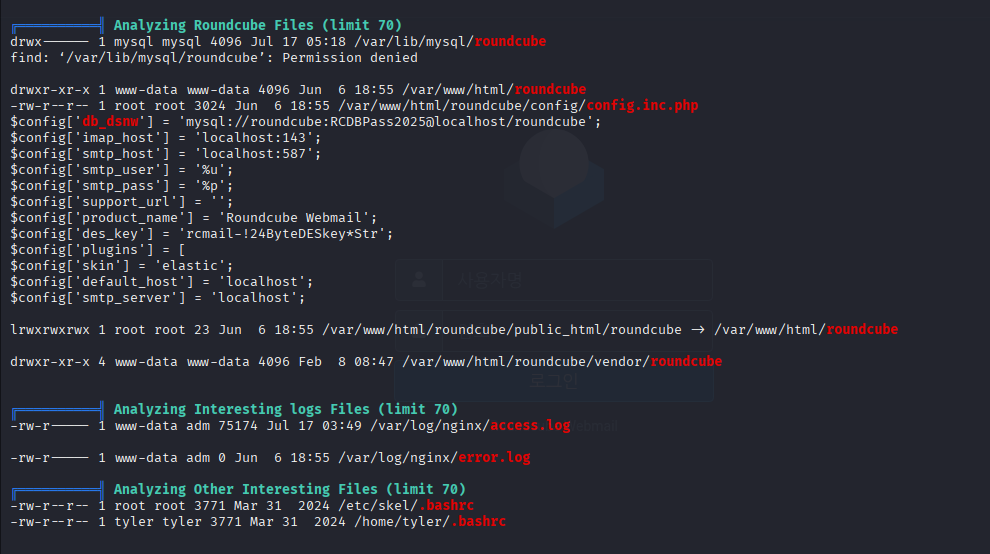 Analyzing Roundcube Files (limit 70)
drwx------ 1 mysql mysql 4096 Jul 17 05:18 /var/lib/mysql/roundcube
find: ‘/var/lib/mysql/roundcube’: Permission denied
drwxr-xr-x 1 www-data www-data 4096 Jun  6 18:55 /var/www/html/roundcube
-rw-r--r-- 1 root root 3024 Jun  6 18:55 /var/www/html/roundcube/config/config.inc.php
$config['db_dsnw'] = 'mysql://roundcube:RCDBPass2025@localhost/roundcube';
$config['imap_host'] = 'localhost:143';
$config['smtp_host'] = 'localhost:587';
$config['smtp_user'] = '%u';
$config['smtp_pass'] = '%p';
$config['support_url'] = '';
$config['product_name'] = 'Roundcube Webmail';
$config['des_key'] = 'rcmail-!24ByteDESkey*Str';
$config['plugins'] = [
$config['skin'] = 'elastic';
$config['default_host'] = 'localhost';
$config['smtp_server'] = 'localhost';
사용자명
lrwxrwxrwx 1 root root 23 Jun  6 18:55 /var/www/html/roundcube/public_html/roundcube -> /var/www/html/roundcube
drwxr-xr-x 4 www-data www-data 4096 Feb  8 08:47 /var/www/html/roundcube/vendor/roundcube
로그인
Analyzing Interesting logs Files (limit 70)
-rw-r----- 1 www-data adm 75174 Jul 17 03:49 /var/log/nginx/access.log
-rw-r----- 1 www-data adm 0 Jun  6 18:55 /var/log/nginx/error.log
Analyzing Other Interesting Files (limit 70)
-rw-r--r-- 1 root root 3771 Mar 31  2024 /etc/skel/.bashrc
-rw-r--r-- 1 tyler tyler 3771 Mar 31  2024 /home/tyler/.bashrc